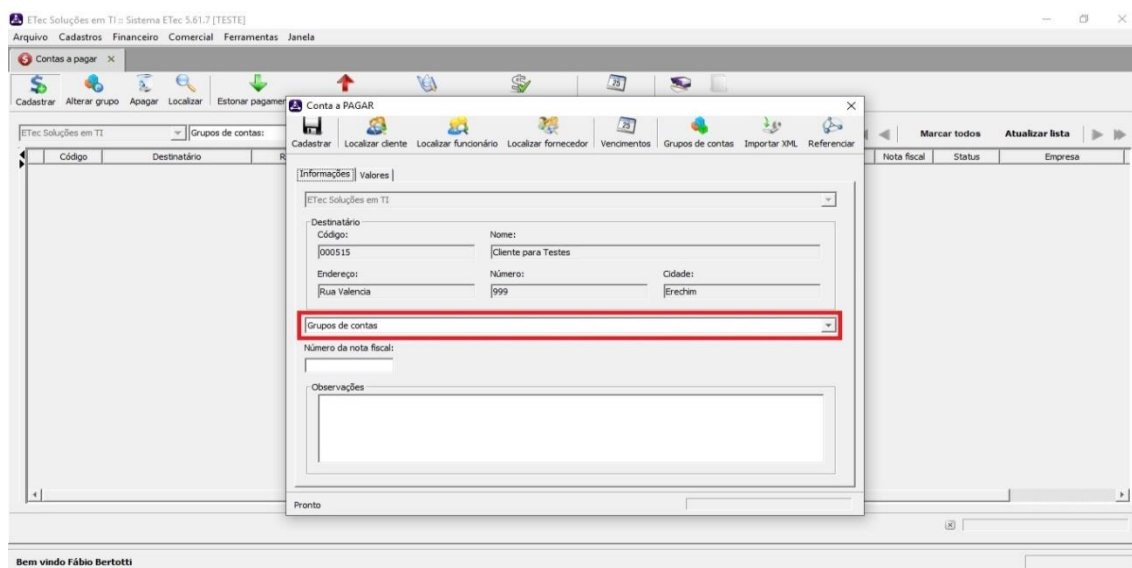 ETec Soluções em TI :: Sistema ETec 5.61.7 [TESTE]
Arquivo Cadastros Financeiro Comercial Ferramentas Janela
Contas a pagar
Cadastrar Alterar grupo Apagar Localizar Estonar pagamen
ETec Soluções em TI Grupos de contas: Marcar todos Atualizar lista
Código Destinatário R Nota fiscal Status Empresa
Conta a PAGAR
Cadastrar Localizar cliente Localizar funcionário Localizar fornecedor Vencimentos Grupos de contas Importar XML Referenciar
Informações Valores
ETec Soluções em TI
Destinatário
Código: Nome:
000515 Cliente para Testes
Endereço: Número: Cidade:
Rua Valencia 999 Erechim
Grupos de contas
Número da nota fiscal:
Observações
Pronto
Bem vindo Fábio Bertotti